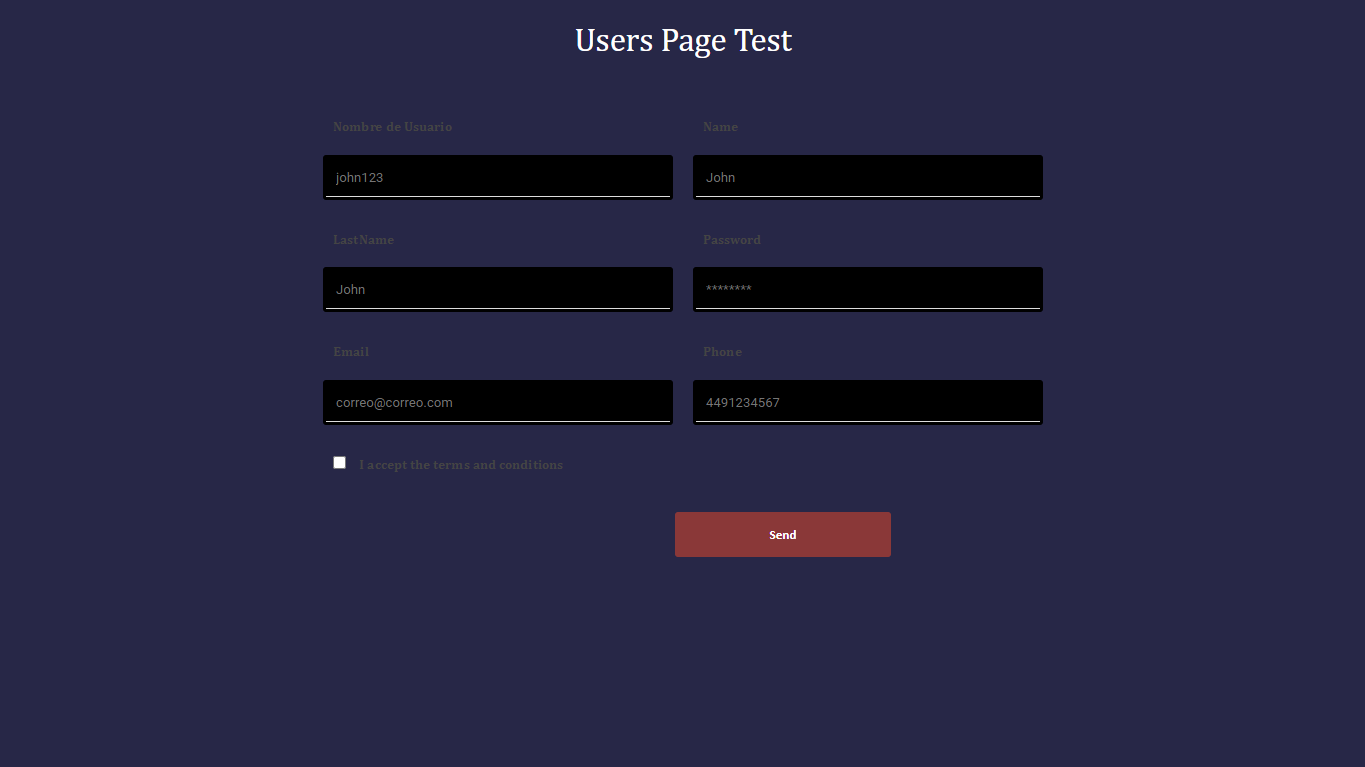 Users Page Test
Nombre de Usuario
Name
john123
John
LastName
Password
John
********
Email
Phone
correo@correo.com
4491234567
I accept the terms and conditions
Send